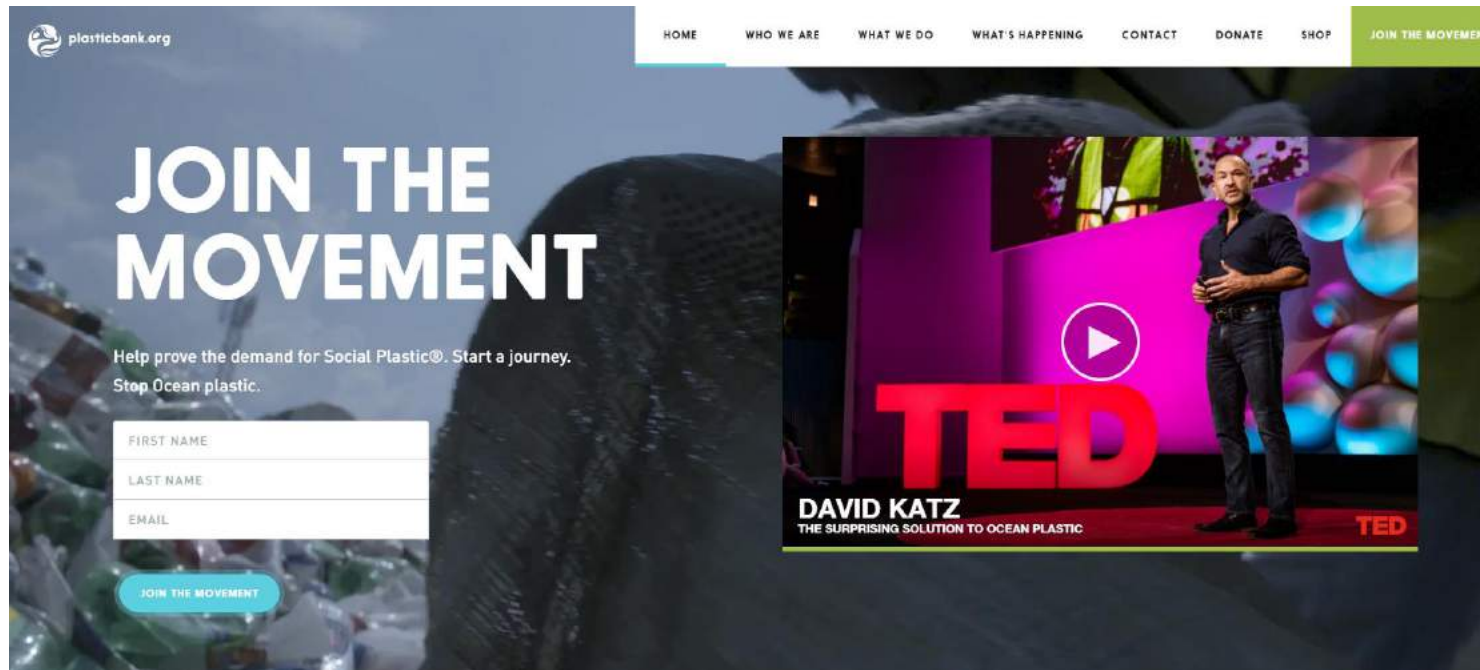 plasticbank.org
HOME WHO WE ARE WHAT WE DO WHAT'S HAPPENING CONTACT DONATE SHOP JOIN THE
JOIN THE
MOVEMENT
Help prove the demand for Social Plastic®. Start a journey.
Stop Ocean plastic.
FIRST NAME
LAST NAME
EMAIL
JOIN THE MOVEMENT
TED
DAVID KATZ
THE SURPRISING SOLUTION TO OCEAN PLASTIC
TED